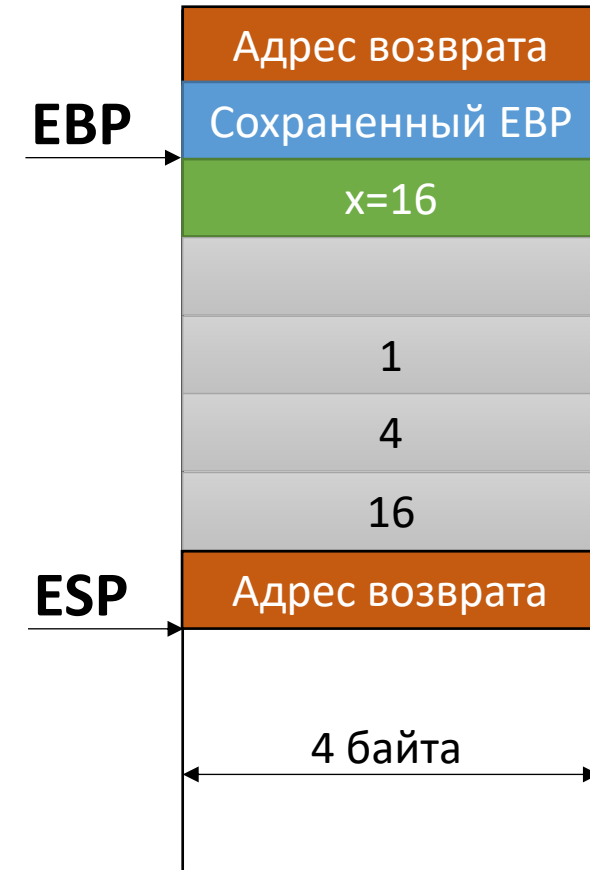 Адрес возврата
EBP
Сохраненный EBP
x=16
1
4
16
ESP
Адрес возврата
4 байта